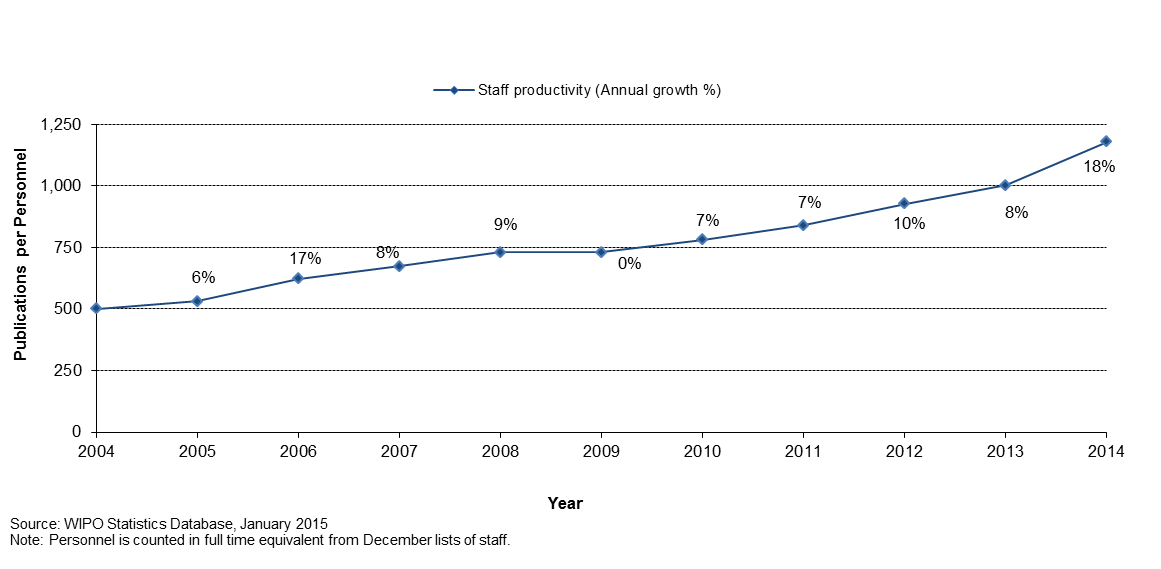 Staff productivity (Annual growth %)
Publications per Personnel
1,250
1,000
750
500
250
0
6%
17%
8%
9%
0%
7%
7%
10%
8%
18%
2004 2005 2006 2007 2008 2009 2010 2011 2012 2013 2014
Year
Source: WIPO Statistics Database, January 2015
Note: Personnel is counted in full time equivalent from December lists of staff.